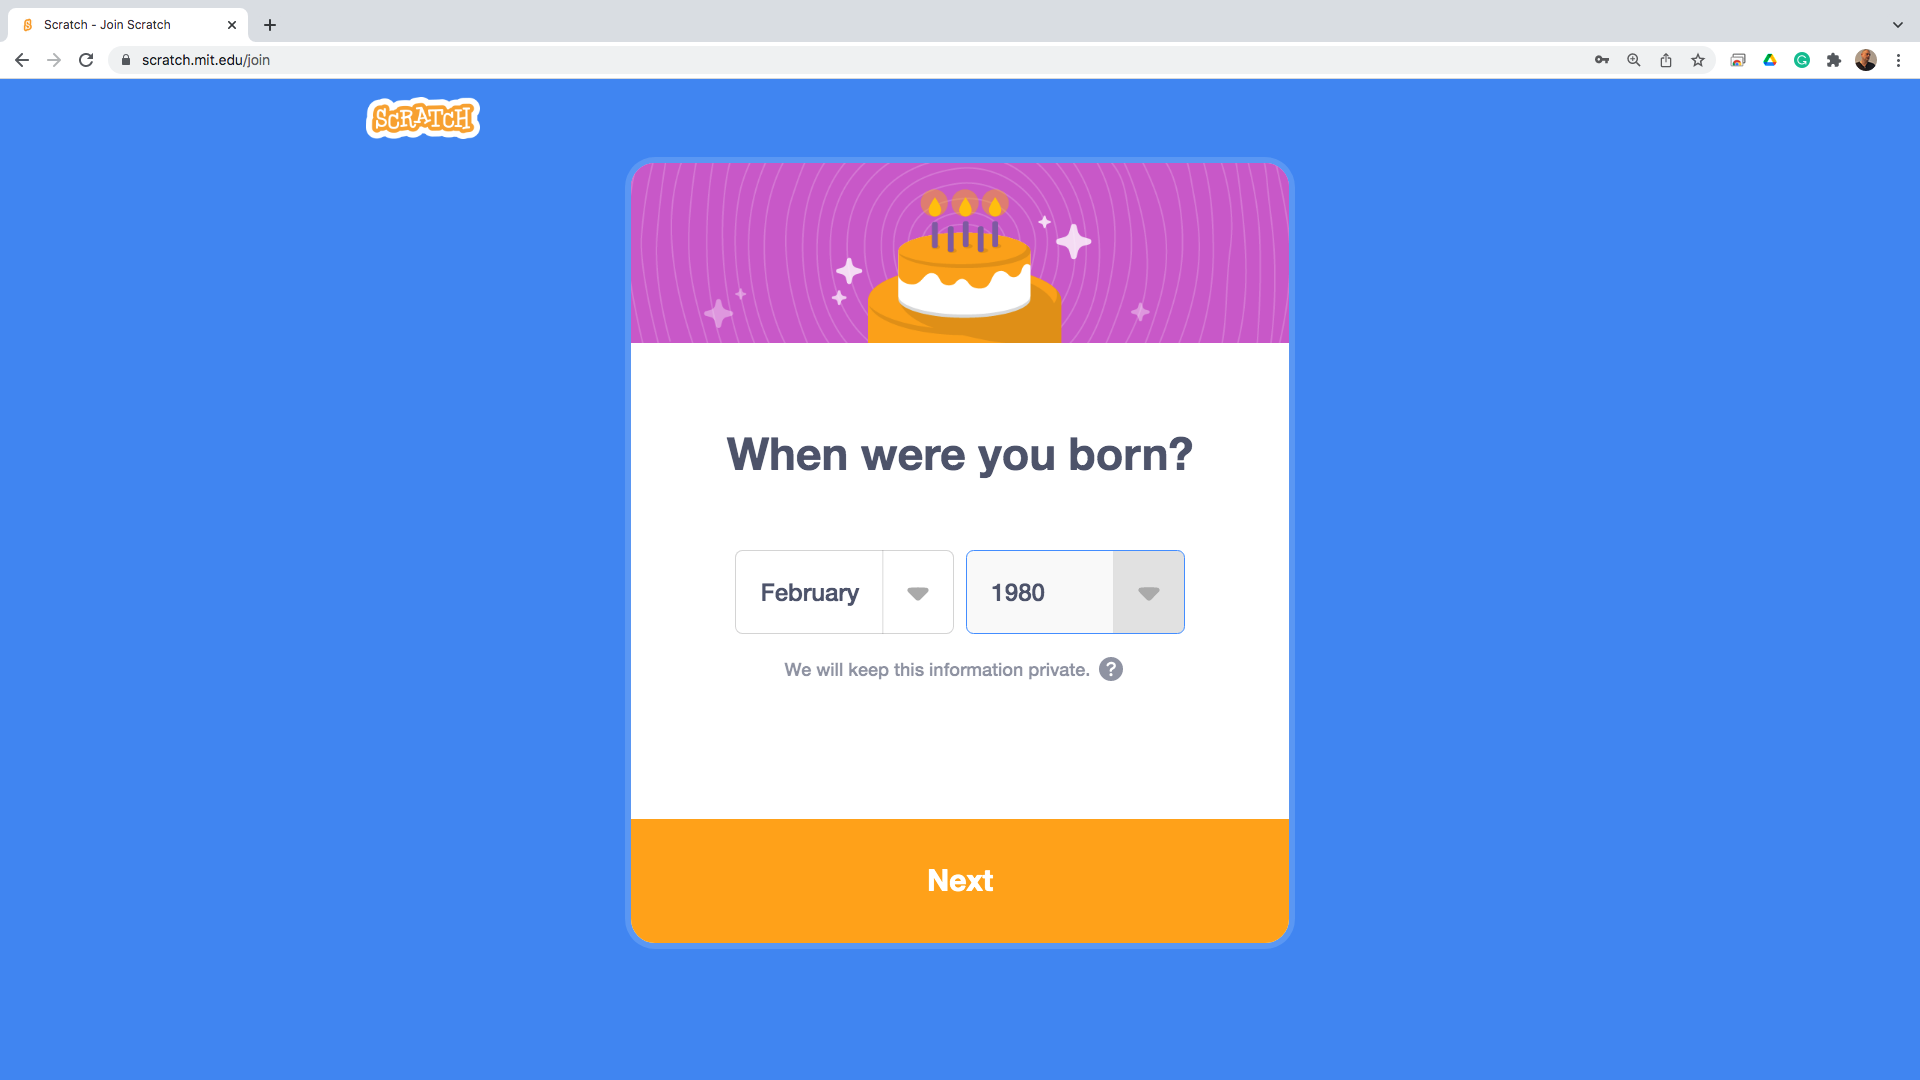 Scratch - Join Scratch
scratch.mit.edu/join
SCRATCH
When were you born?
February
1980
We will keep this information private. ?
Next